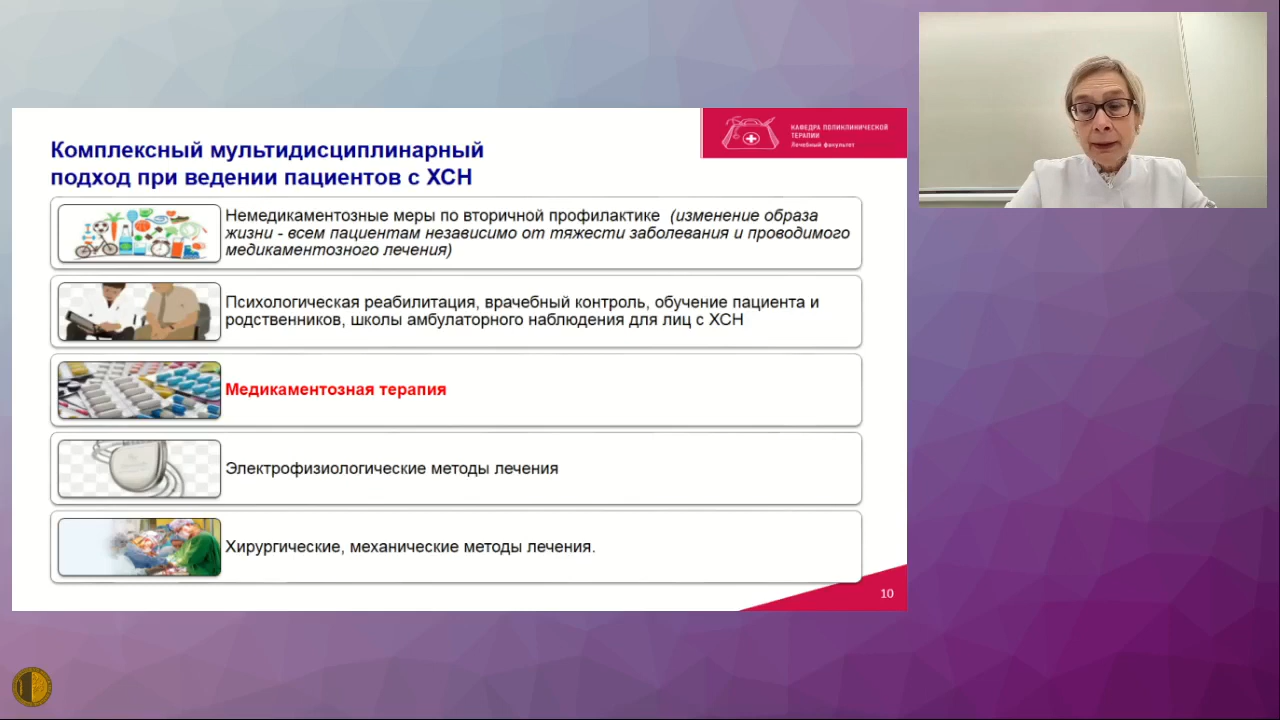 КАФЕДРА ПОЛИКЛИНИЧЕСКОЙ
ТЕРАПИИ
Лечебный факультет
Комплексный мультидисциплинарный
подход при ведении пациентов с ХСН
Немедикаментозные меры по вторичной профилактике (изменение образа
жизни - всем пациентам независимо от тяжести заболевания и проводимого
медикаментозного лечения)
Психологическая реабилитация, врачебный контроль, обучение пациента и
родственников, школы амбулаторного наблюдения для лиц с ХСН
Медикаментозная терапия
Электрофизиологические методы лечения
Хирургические, механические методы лечения.
10